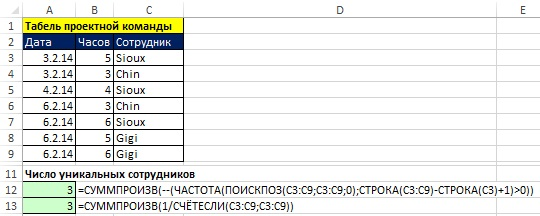 A B C D E
1 Табель проектной команды
2 Дата Часов Сотрудник
3 3.2.14 5 Sioux
4 3.2.14 3 Chin
5 4.2.14 4 Sioux
6 6.2.14 3 Chin
7 6.2.14 6 Sioux
8 6.2.14 5 Gigi
9 6.2.14 6 Gigi
11 Число уникальных сотрудников
12 3 =СУММПРОИЗВ(--(ЧАСТОТА(ПОИСКПОЗ(C3:C9;C3:C9;0);СТРОКА(C3:C9)-СТРОКА(C3)+1)>0))
13 3 =СУММПРОИЗВ(1/СЧЁТЕСЛИ(C3:C9;C3:C9))